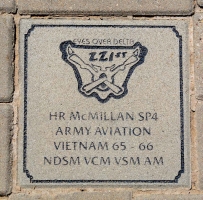 EYES OVER DELTA
221ST
HR McMILLAN SP4
ARMY AVIATION
VIETNAM 65 - 66
NDSM VCM VSM AM